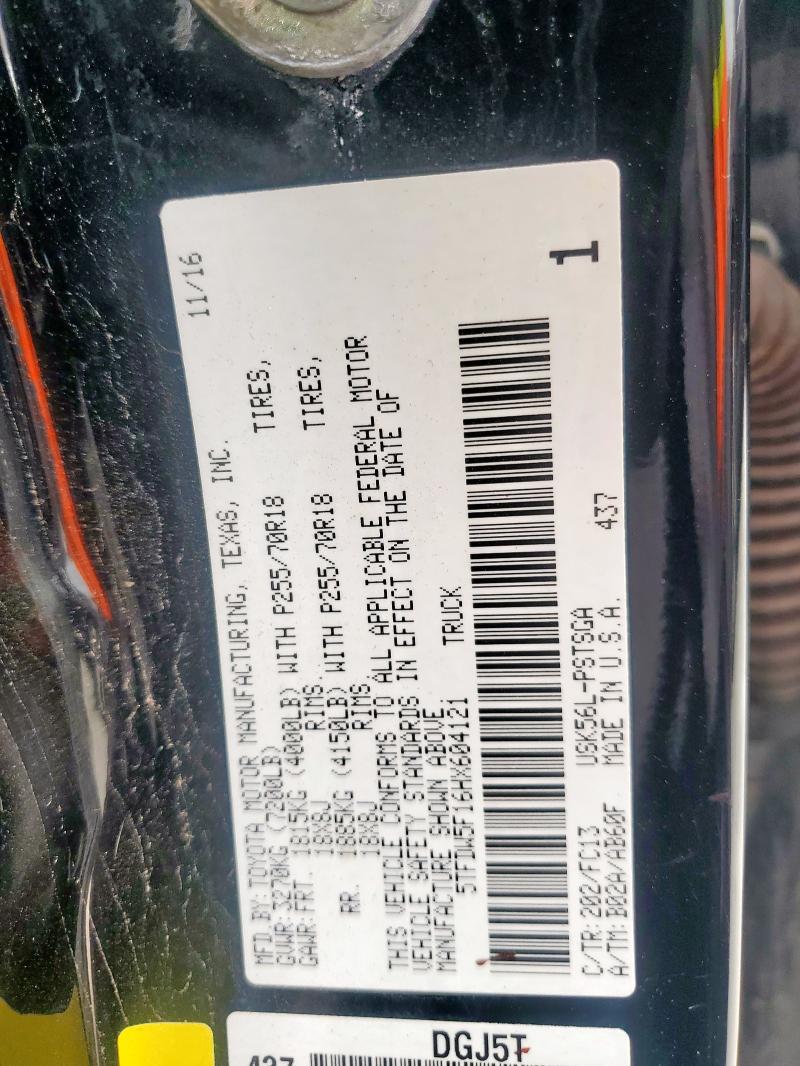 MFD.BY: TOYOTA MOTOR MANUFACTURING, TEXAS, INC. 11/16
GVWR: 3270KG (7200LB)
GAWR: FRT. 1815KG (4000LB) WITH P255/70R18 TIRES,
18X8J RIMS
RR. 1885KG (4150LB) WITH P255/70R18 TIRES,
18X8J RIMS
THIS VEHICLE CONFORMS TO ALL APPLICABLE FEDERAL MOTOR
VEHICLE SAFETY STANDARDS IN EFFECT ON THE DATE OF
MANUFACTURE SHOWN ABOVE.
5TFDW5F16HX604121 TRUCK
1
C/TR: 202/FC13 USK56L-PSTSGA 437
A/TM: B02A/AB60F MADE IN U.S.A.
DGJ5T
437